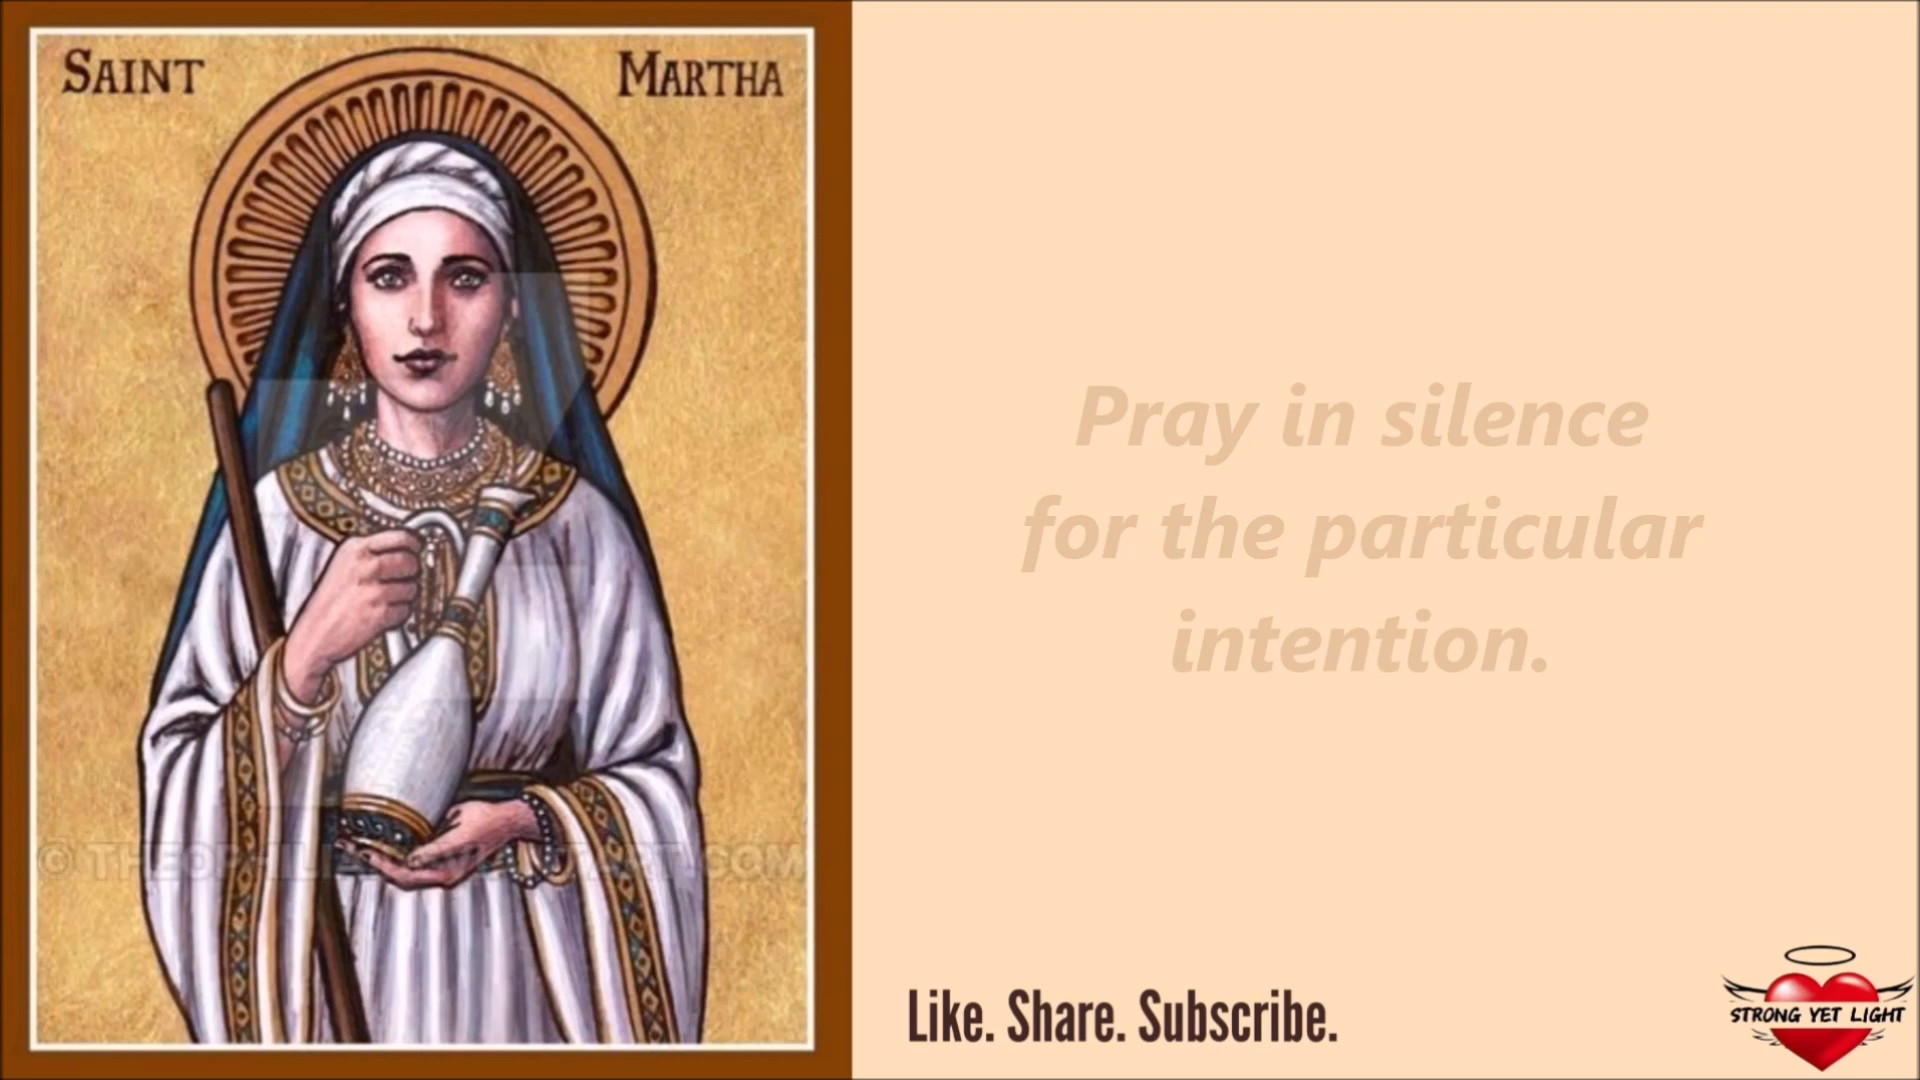 SAINT MARTHA
Pray in silence
for the particular
intention.
Like. Share. Subscribe.
STRONG YET LIGHT